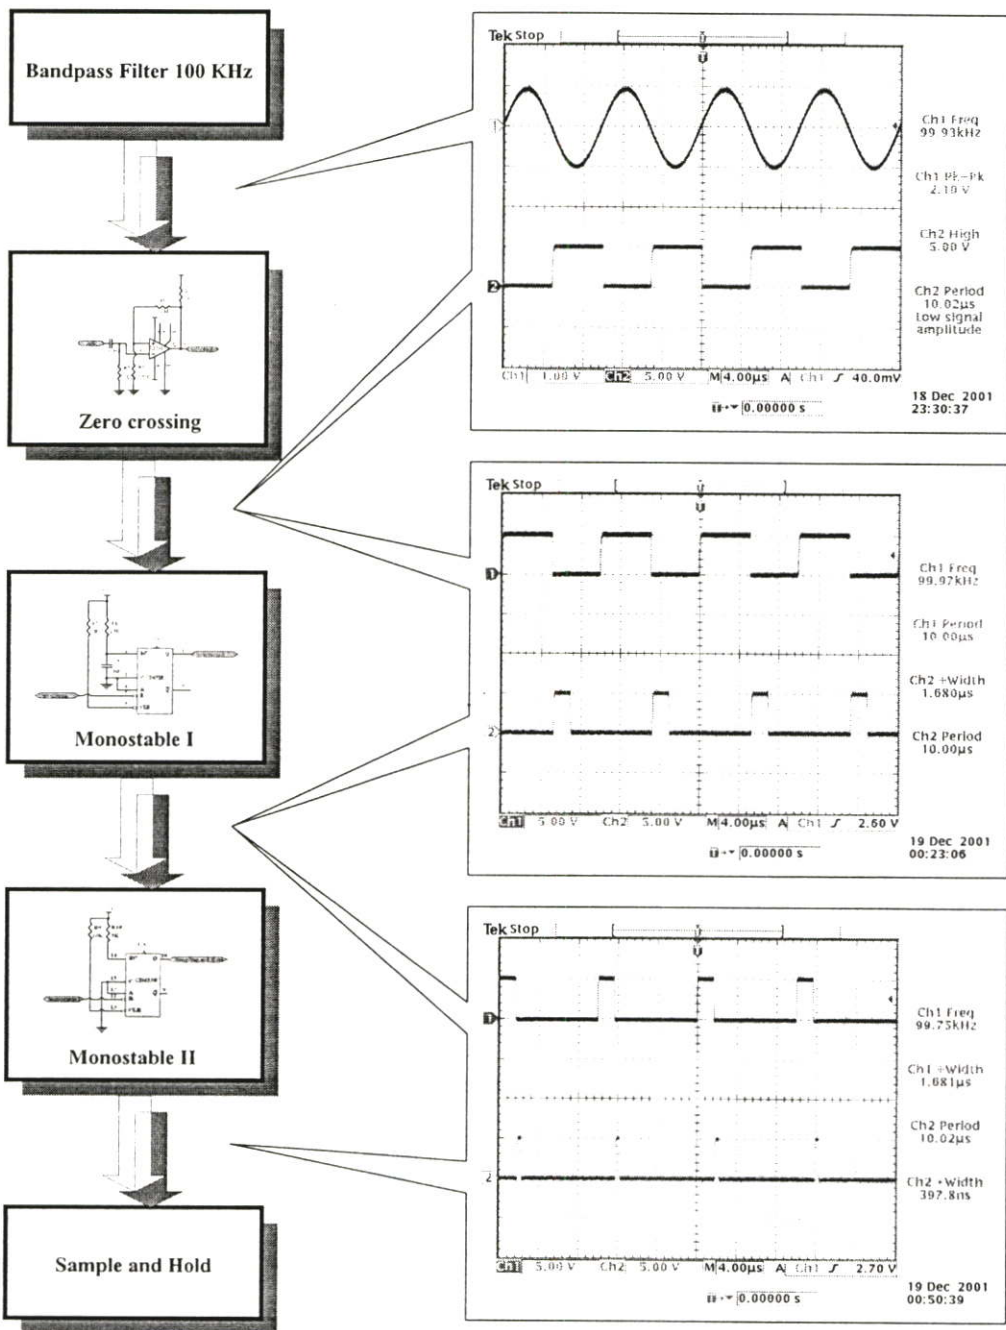 Bandpass Filter 100 KHz
Zero crossing
Monostable I
Monostable II
Sample and Hold
Tek Stop
Ch1 Freq
99.93kHz
Ch1 Pk-Pk
2.10 V
Ch2 High
5.00 V
Ch2 Period
10.02µs
Low signal
amplitude
1
2
Ch1 1.00 V Ch2 5.00 V M 4.00µs A Ch1 40.0mV
0.00000 s
18 Dec 2001
23:30:37
Tek Stop
Ch1 Freq
99.97kHz
Ch1 Period
10.00µs
Ch2 +Width
1.680µs
Ch2 Period
10.00µs
1
2
Ch1 5.00 V Ch2 5.00 V M 4.00µs A Ch1 2.60 V
0.00000 s
19 Dec 2001
00:23:06
Tek Stop
Ch1 Freq
99.75kHz
Ch1 +Width
1.681µs
Ch2 Period
10.02µs
Ch2 +Width
397.8ns
1
2
Ch1 5.00 V Ch2 5.00 V M 4.00µs A Ch1 2.70 V
0.00000 s
19 Dec 2001
00:50:39